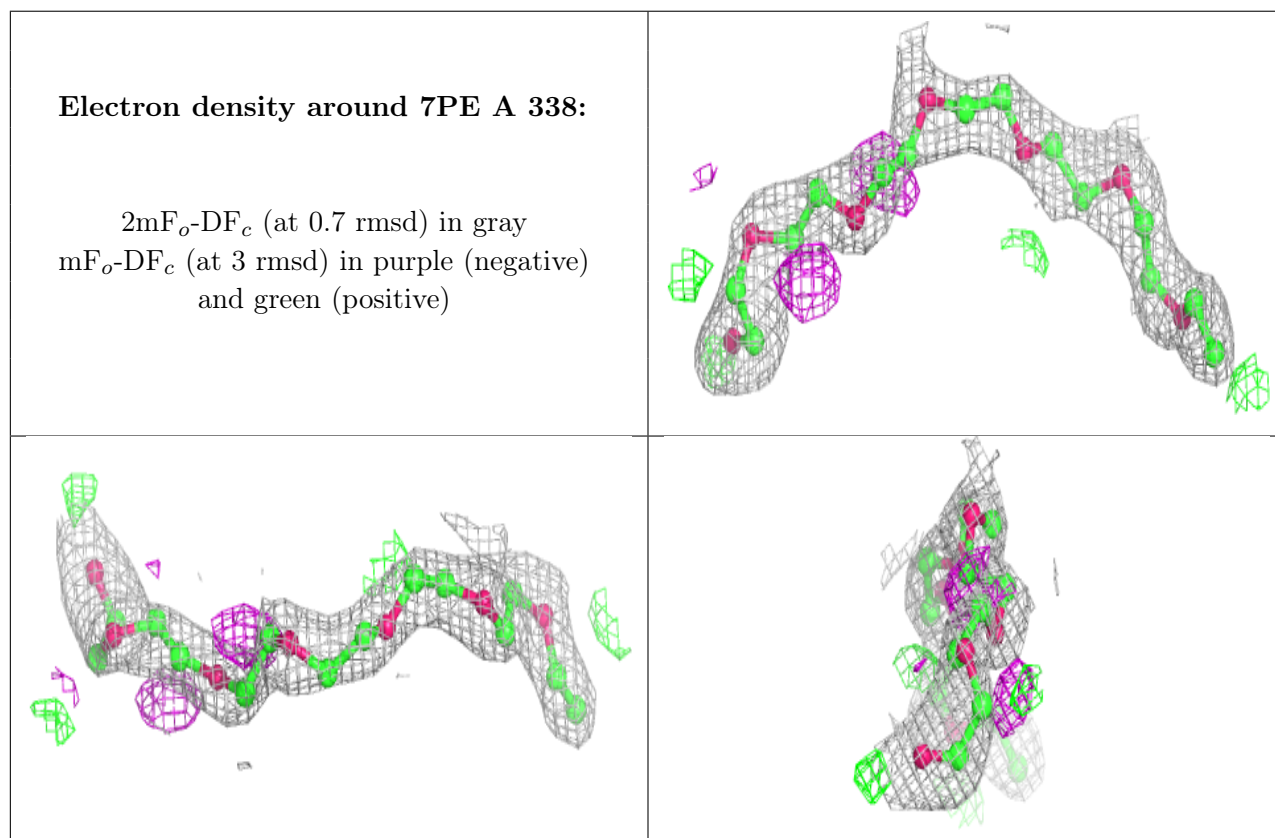 Electron density around 7PE A 338:
2mFo-DFc (at 0.7 rmsd) in gray
mFo-DFc (at 3 rmsd) in purple (negative)
and green (positive)